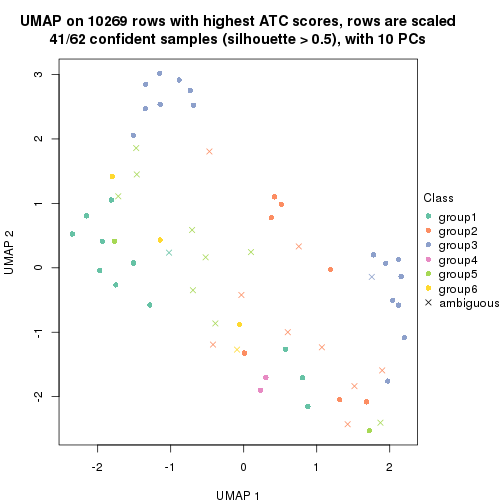 UMAP on 10269 rows with highest ATC scores, rows are scaled
41/62 confident samples (silhouette > 0.5), with 10 PCs
3
2
1
0
-1
-2
UMAP 2
-2
-1
0
1
2
UMAP 1
Class
group1
group2
group3
group4
group5
group6
ambiguous